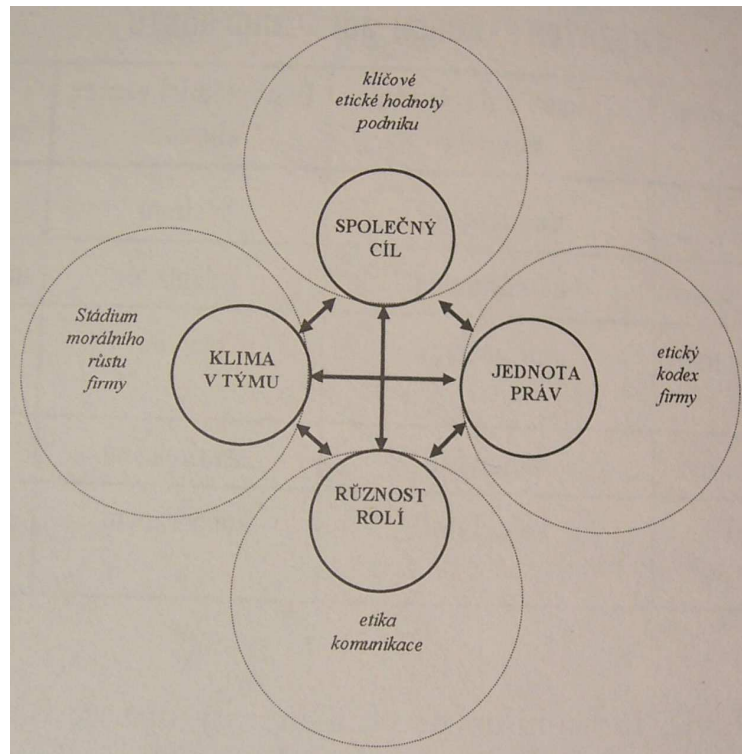 klíčové
etické hodnoty
podniku
SPOLEČNÝ
CÍL
Stádium
morálního
růstu
firmy
KLIMA
V TÝMU
JEDNOTA
PRÁV
etický
kodex
firmy
RŮZNOST
ROLÍ
etika
komunikace